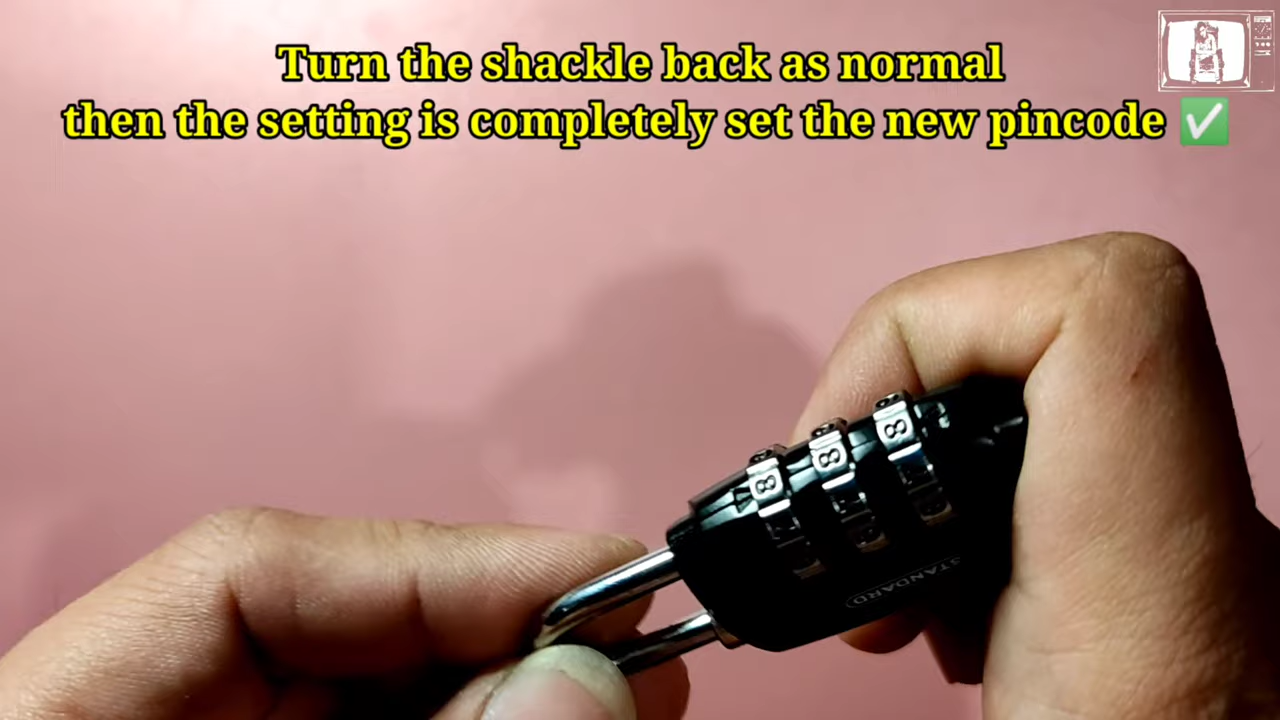 Turn the shackle back as normal
then the setting is completely set the new pincode ✅
8 8 8
STANDARD